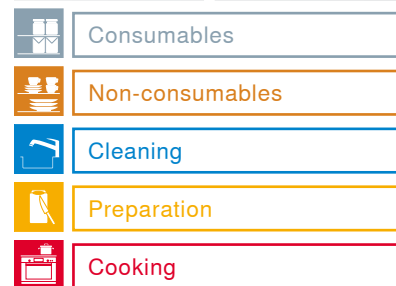 Consumables
Non-consumables
Cleaning
Preparation
Cooking